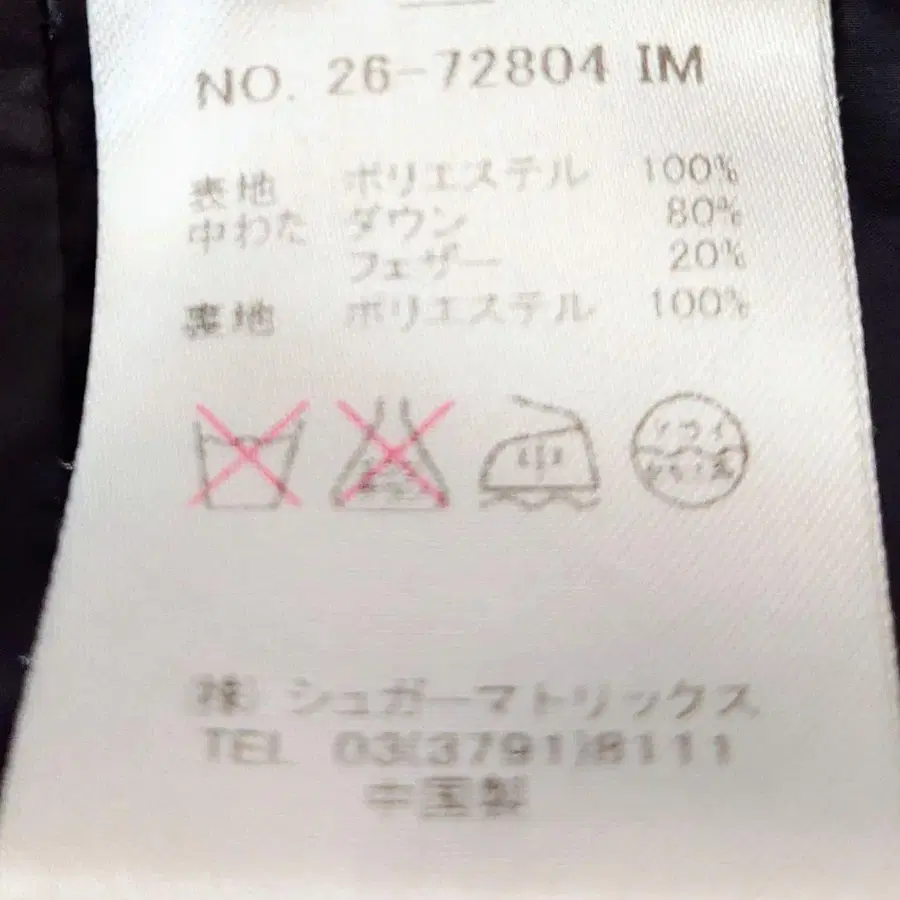 NO. 26-72804 IM
表地 ポリエステル 100%
中わた ダウン 80%
フェザー 20%
裏地 ポリエステル 100%
中
ドライ
セキユ系
(株) シュガーマトリックス
TEL 03(3791)6111
中国製